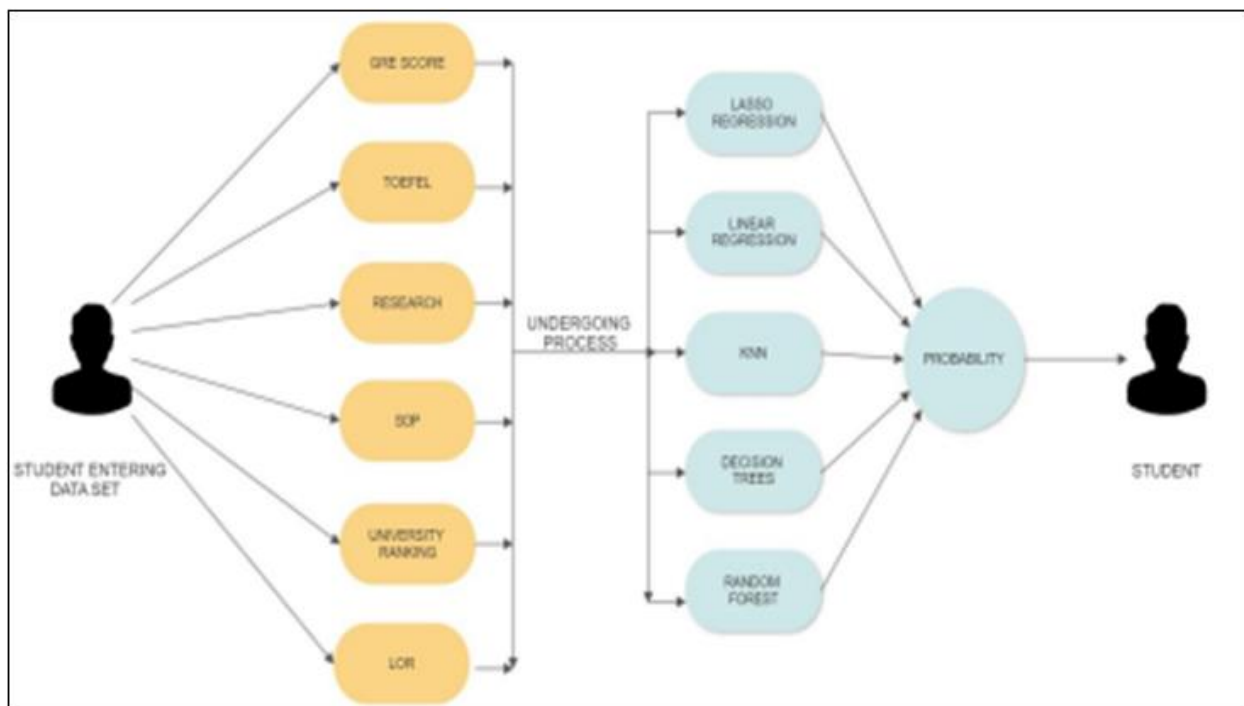 GRE SCORE
TOEFEL
RESEARCH
SOP
UNIVERSITY
RANKING
LOR
STUDENT ENTERING
DATA SET
UNDERGOING
PROCESS
LASSO
REGRESSION
LINEAR
REGRESSION
KNN
DECISION
TREES
RANDOM
FOREST
PROBABILITY
STUDENT